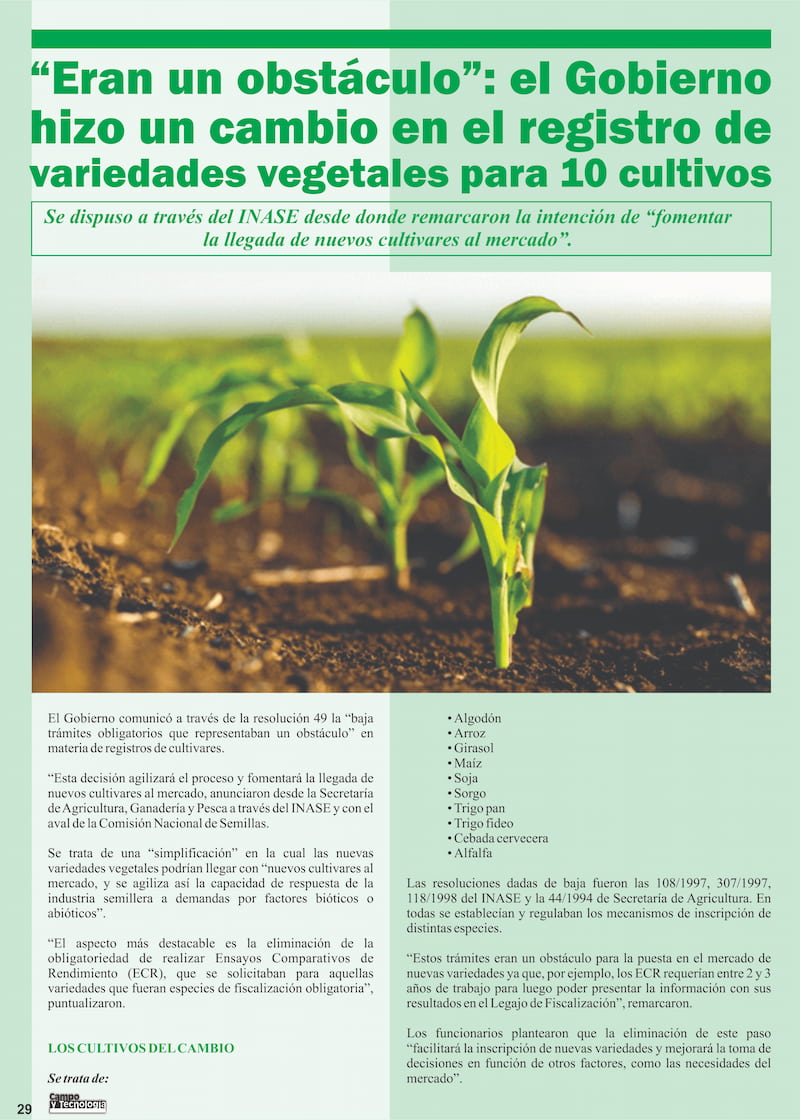 “Eran un obstáculo”: el Gobierno
hizo un cambio en el registro de
variedades vegetales para 10 cultivos
Se dispuso a través del INASE desde donde remarcaron la intención de “fomentar
la llegada de nuevos cultivares al mercado”.
El Gobierno comunicó a través de la resolución 49 la “baja
trámites obligatorios que representaban un obstáculo” en
materia de registros de cultivares.
“Esta decisión agilizará el proceso y fomentará la llegada de
nuevos cultivares al mercado, anunciaron desde la Secretaría
de Agricultura, Ganadería y Pesca a través del INASE y con el
aval de la Comisión Nacional de Semillas.
Se trata de una “simplificación” en la cual las nuevas
variedades vegetales podrían llegar con “nuevos cultivares al
mercado, y se agiliza así la capacidad de respuesta de la
industria semillera a demandas por factores bióticos o
abióticos”.
“El aspecto más destacable es la eliminación de la
obligatoriedad de realizar Ensayos Comparativos de
Rendimiento (ECR), que se solicitaban para aquellas
variedades que fueran especies de fiscalización obligatoria”,
puntualizaron.
LOS CULTIVOS DEL CAMBIO
Se trata de:
• Algodón
• Arroz
• Girasol
• Maíz
• Soja
• Sorgo
• Trigo pan
• Trigo fideo
• Cebada cervecera
• Alfalfa
Las resoluciones dadas de baja fueron las 108/1997, 307/1997,
118/1998 del INASE y la 44/1994 de Secretaría de Agricultura. En
todas se establecían y regulaban los mecanismos de inscripción de
distintas especies.
“Estos trámites eran un obstáculo para la puesta en el mercado de
nuevas variedades ya que, por ejemplo, los ECR requerían entre 2 y 3
años de trabajo para luego poder presentar la información con sus
resultados en el Legajo de Fiscalización”, remarcaron.
Los funcionarios plantearon que la eliminación de este paso
“facilitará la inscripción de nuevas variedades y mejorará la toma de
decisiones en función de otros factores, como las necesidades del
mercado”.
29
Campo
y Tecnología